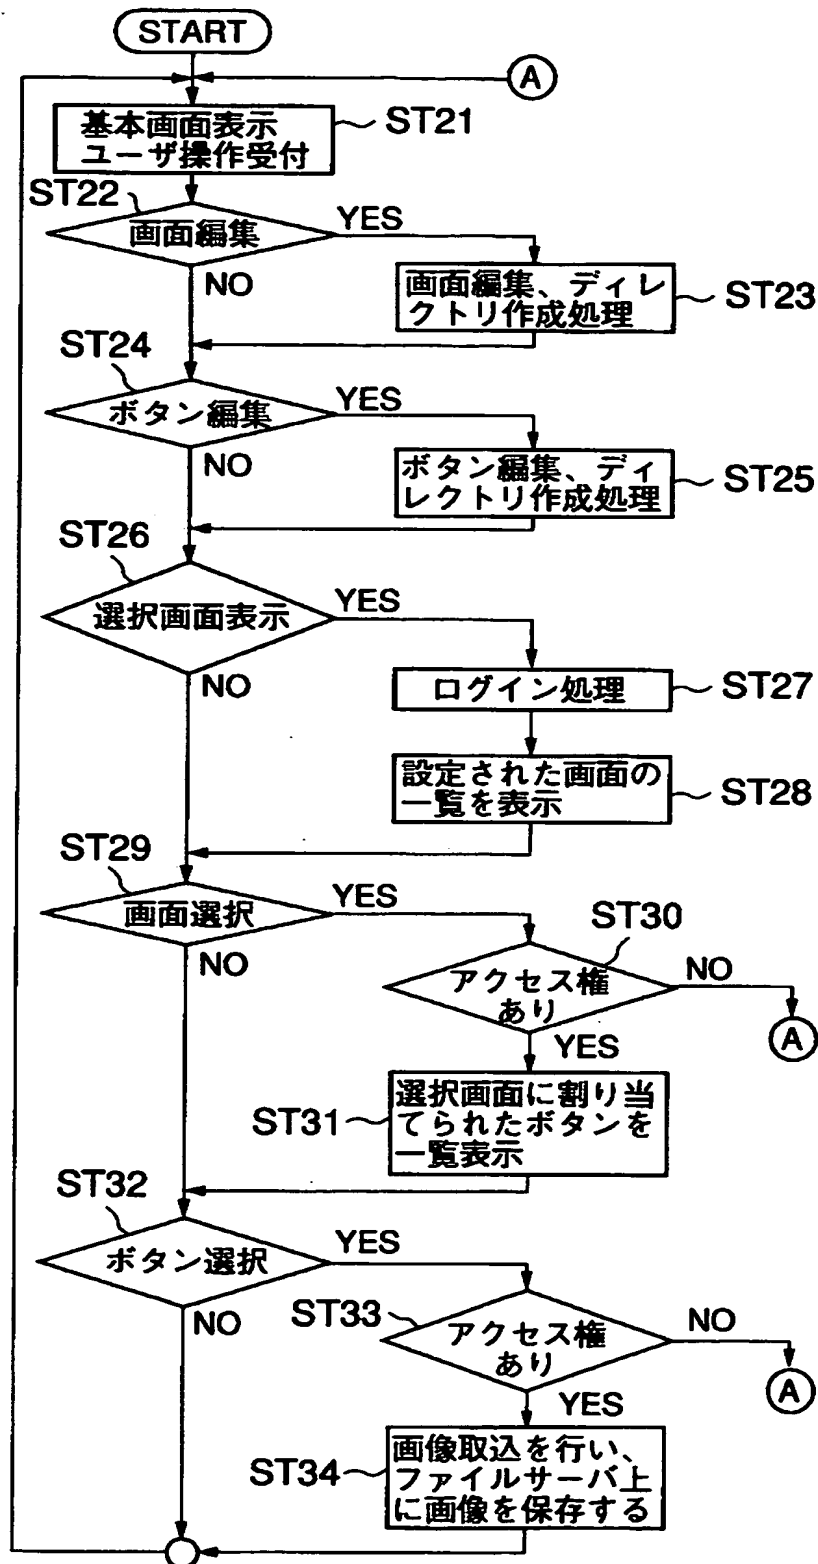 START
A
基本画面表示
ユーザ操作受付
ST21
ST22
画面編集
YES
NO
画面編集、ディレ
クトリ作成処理
ST23
ST24
ボタン編集
YES
NO
ボタン編集、ディ
レクトリ作成処理
ST25
ST26
選択画面表示
YES
NO
ログイン処理
ST27
設定された画面の
一覧を表示
ST28
ST29
画面選択
YES
NO
ST30
アクセス権
あり
NO
A
YES
ST31
選択画面に割り当
てられたボタンを
一覧表示
ST32
ボタン選択
YES
NO
ST33
アクセス権
あり
NO
A
YES
ST34
画像取込を行い、
ファイルサーバ上
に画像を保存する